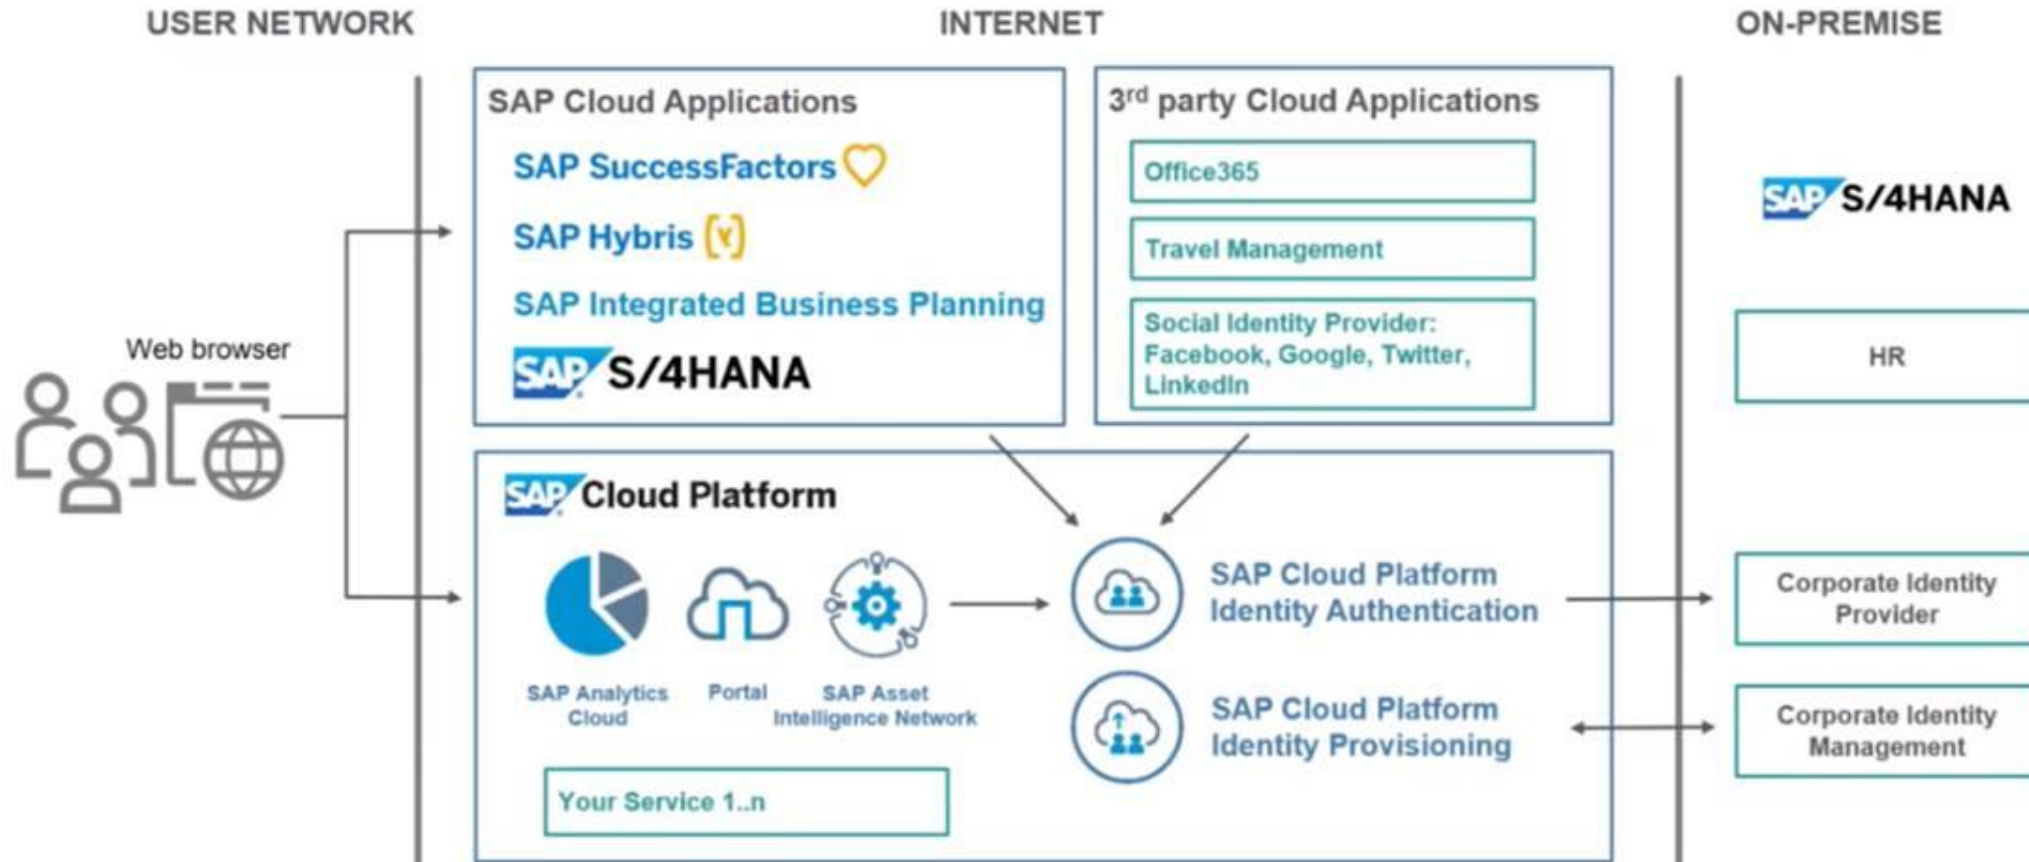 USER NETWORK
INTERNET
ON-PREMISE
SAP Cloud Applications
SAP SuccessFactors
SAP Hybris
SAP Integrated Business Planning
SAP S/4HANA
3rd party Cloud Applications
Office365
Travel Management
Social Identity Provider:
Facebook, Google, Twitter,
LinkedIn
SAP S/4HANA
HR
Web browser
SAP Cloud Platform
SAP Analytics
Cloud
Portal
SAP Asset
Intelligence Network
Your Service 1..n
SAP Cloud Platform
Identity Authentication
SAP Cloud Platform
Identity Provisioning
Corporate Identity
Provider
Corporate Identity
Management